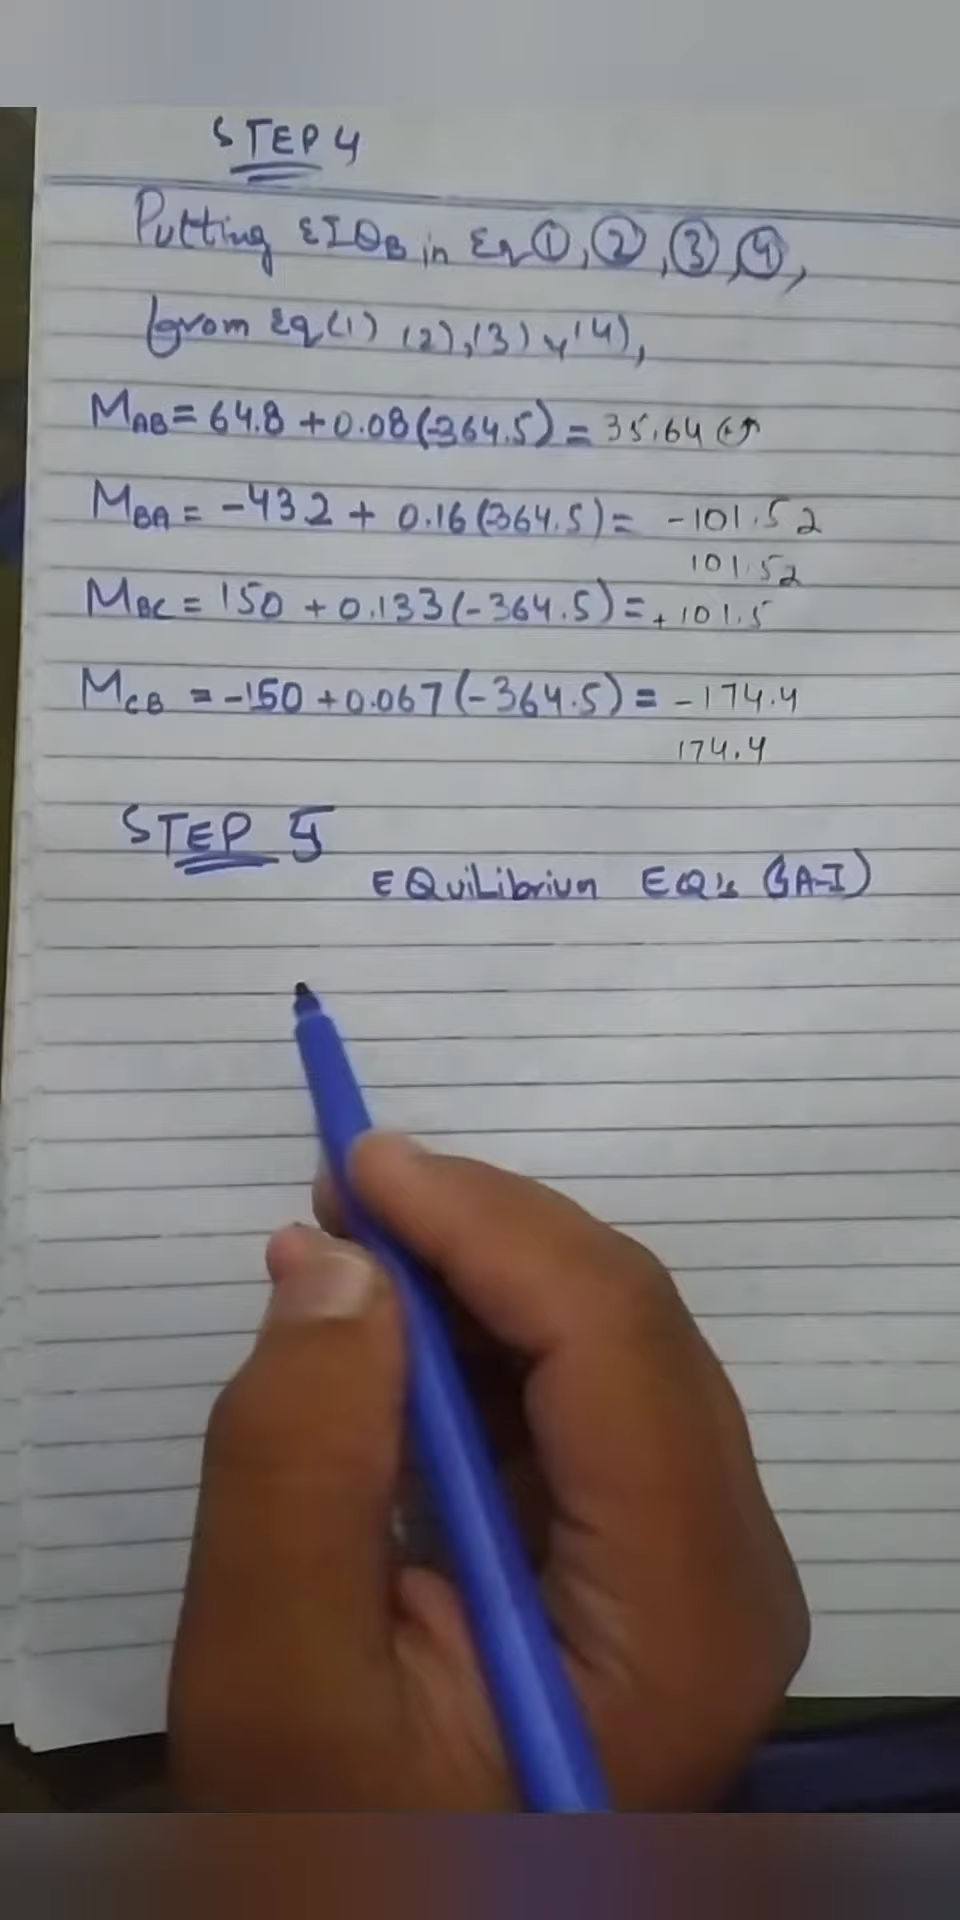 STEP 4
Putting EIθB in Eq ①, ②, ③, ④,
from Eq (1) (2), (3) y (4),
MAB = 64.8 + 0.08(-364.5) = 35.64
MBA = -43.2 + 0.16(-364.5) = -101.52
101.52
MBC = 150 + 0.133(-364.5) = +101.5
MCB = -150 + 0.067(-364.5) = -174.4
174.4
STEP 5
EQuiLibrium EQ's (SA-I)